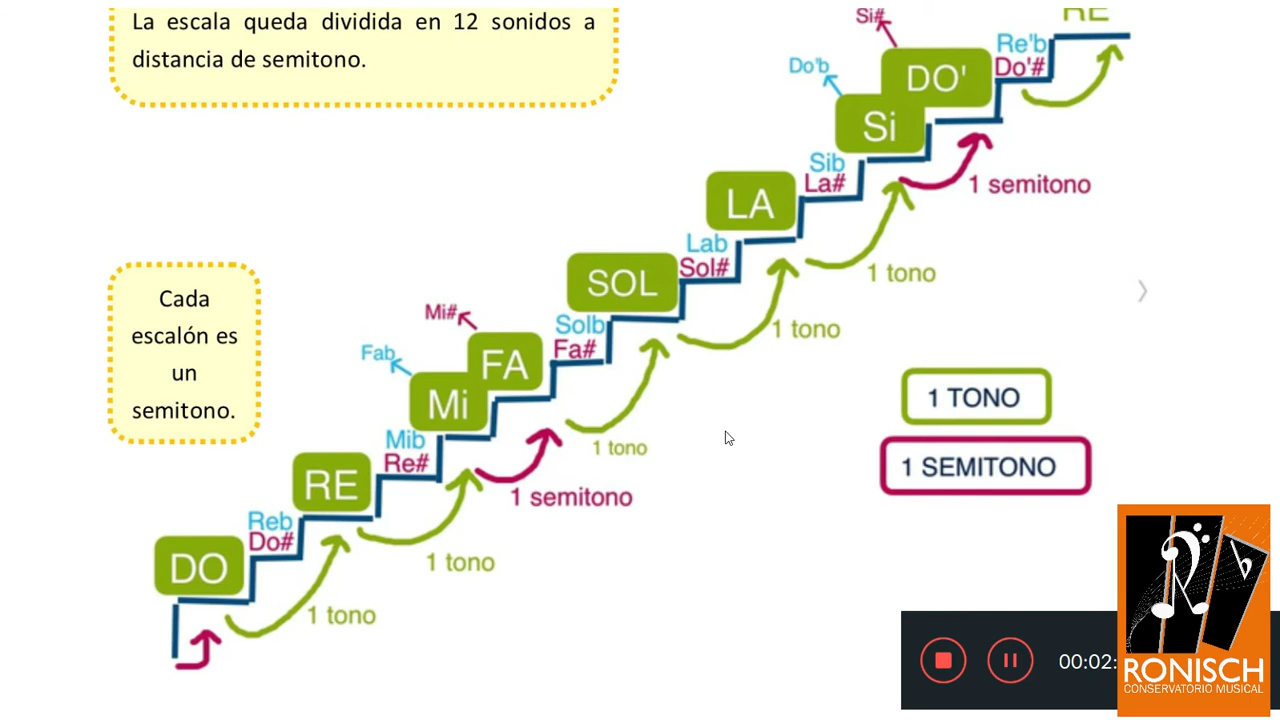 La escala queda dividida en 12 sonidos a
distancia de semitono.
Cada
escalón es
un
semitono.
DO
Reb
Do#
RE
Mib
Re#
Mi
Fab
FA
Mi#
Solb
Fa#
SOL
Lab
Sol#
LA
Sib
La#
Si
Do'b
DO'
Si#
Re'b
Do'#
RE
1 tono
1 tono
1 semitono
1 tono
1 tono
1 tono
1 semitono
1 TONO
1 SEMITONO
00:02:
RONISCH
CONSERVATORIO MUSICAL